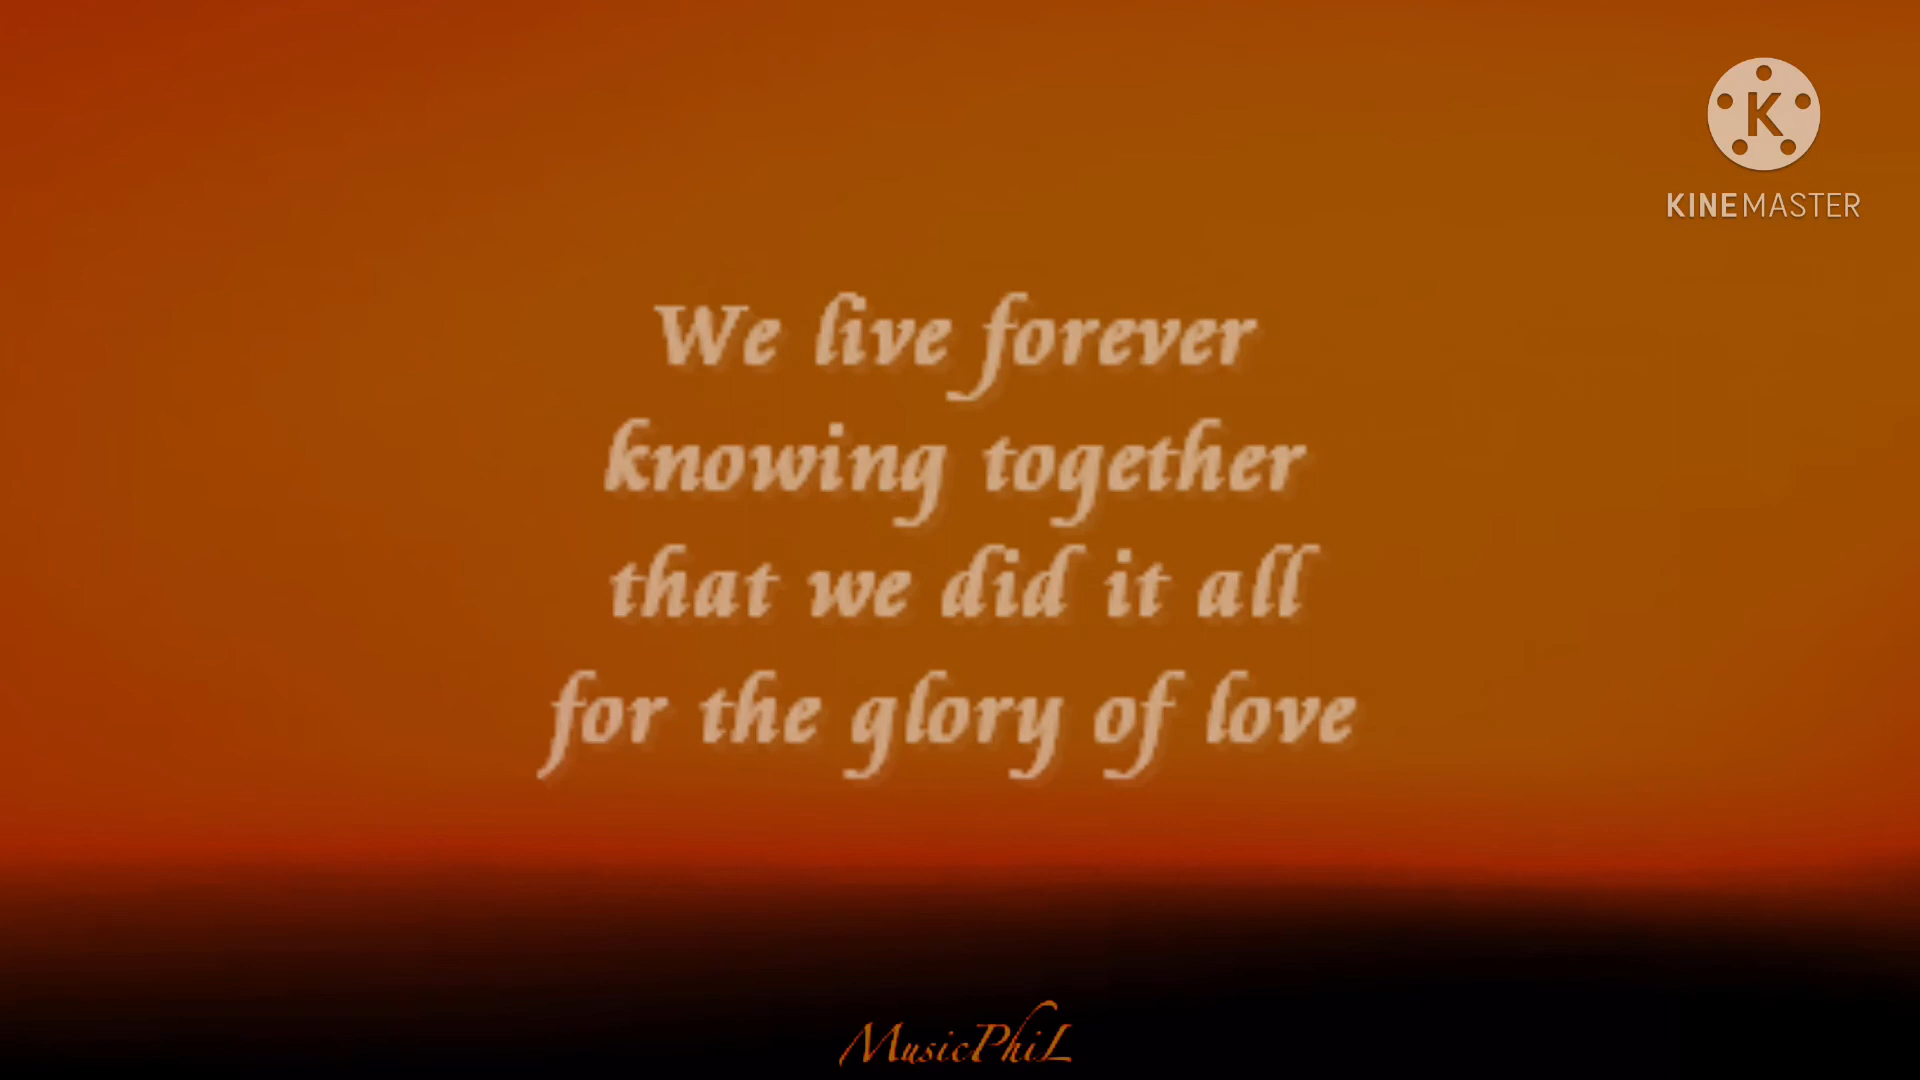 K
KINEMASTER
We live forever
knowing together
that we did it all
for the glory of love
MusicPhiL